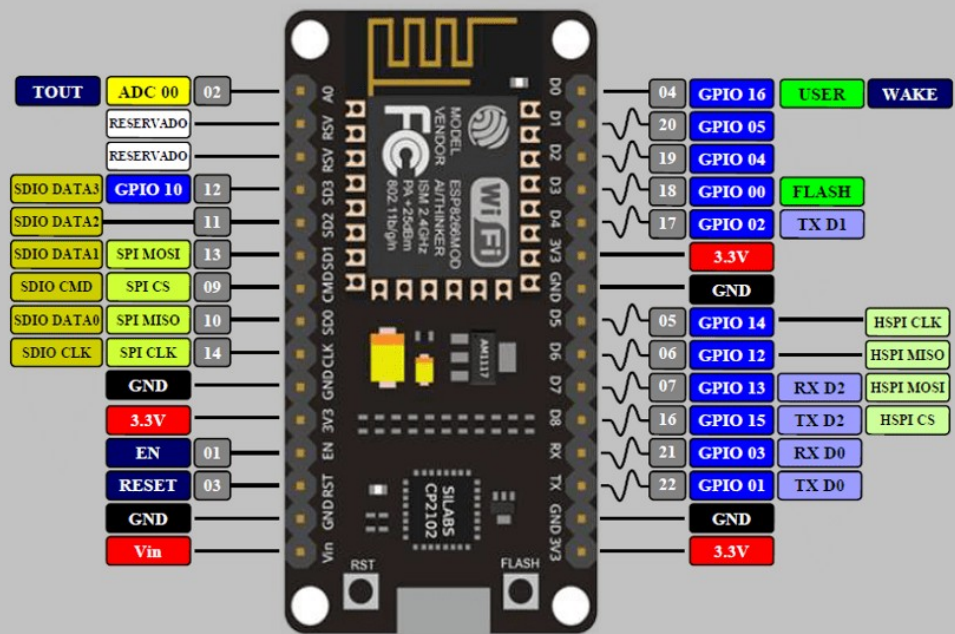 TOUT ADC 00 02
RESERVADO
RESERVADO
SDIO DATA3 GPIO 10 12
SDIO DATA2 11
SDIO DATA1 SPI MOSI 13
SDIO CMD SPI CS 09
SDIO DATA0 SPI MISO 10
SDIO CLK SPI CLK 14
GND
3.3V
EN 01
RESET 03
GND
Vin
A0
RSV
RSV
SD3
SD2
SD1
CMD
SD0
CLK
GND
3V3
EN
RST
GND
Vin
MODEL
VENDOR
ESP8266MOD
AI/THINKER
ISM 2.4GHz
PA +25dBm
802.11b/g/n
FC
WiFi
AM1117
SILABS
CP2102
RST
FLASH
D0
D1
D2
D3
D4
3V3
GND
D5
D6
D7
D8
RX
TX
GND
3V3
04 GPIO 16 USER WAKE
20 GPIO 05
19 GPIO 04
18 GPIO 00 FLASH
17 GPIO 02 TX D1
3.3V
GND
05 GPIO 14 HSPI CLK
06 GPIO 12 HSPI MISO
07 GPIO 13 RX D2 HSPI MOSI
16 GPIO 15 TX D2 HSPI CS
21 GPIO 03 RX D0
22 GPIO 01 TX D0
GND
3.3V